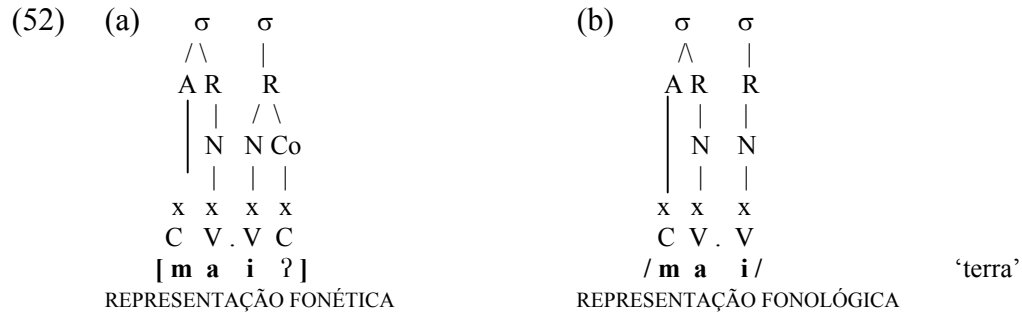 (52) (a) σ σ (b) σ σ
/ \ | /\ |
A R R A R R
| / \ | |
N N Co N N
| | | | |
x x x x x x x
C V . V C C V . V
[ m a i ʔ ] / m a i / ‘terra’
REPRESENTAÇÃO FONÉTICA REPRESENTAÇÃO FONOLÓGICA